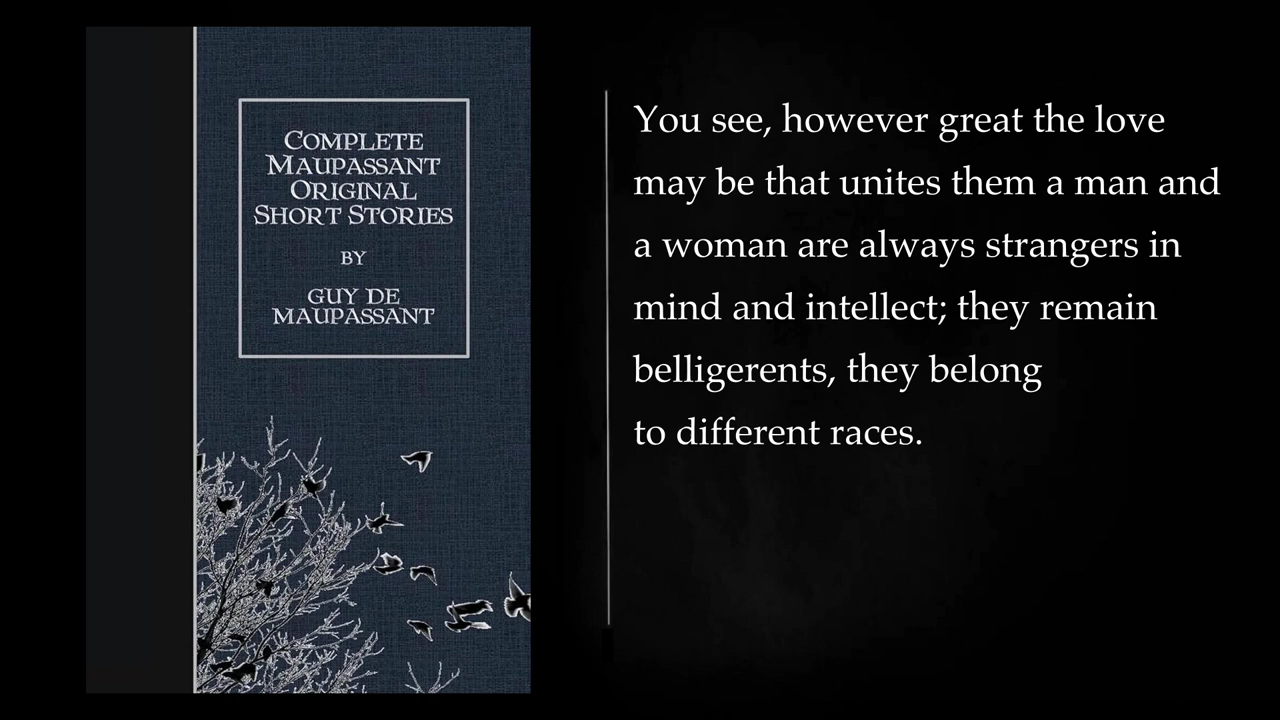 COMPLETE
MAUPASSANT
ORIGINAL
SHORT STORIES
BY
GUY DE
MAUPASSANT
You see, however great the love
may be that unites them a man and
a woman are always strangers in
mind and intellect; they remain
belligerents, they belong
to different races.